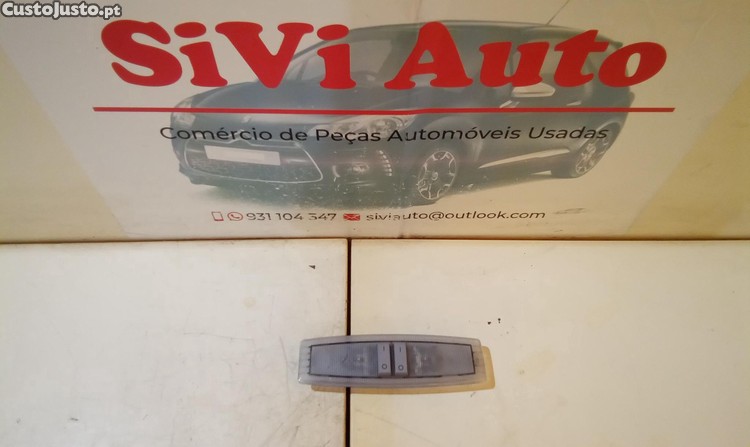 CustoJusto.pt
SiVi Auto
Comércio de Peças Automóveis Usadas
931 104 347 siviauto@outlook.com
I I
O O